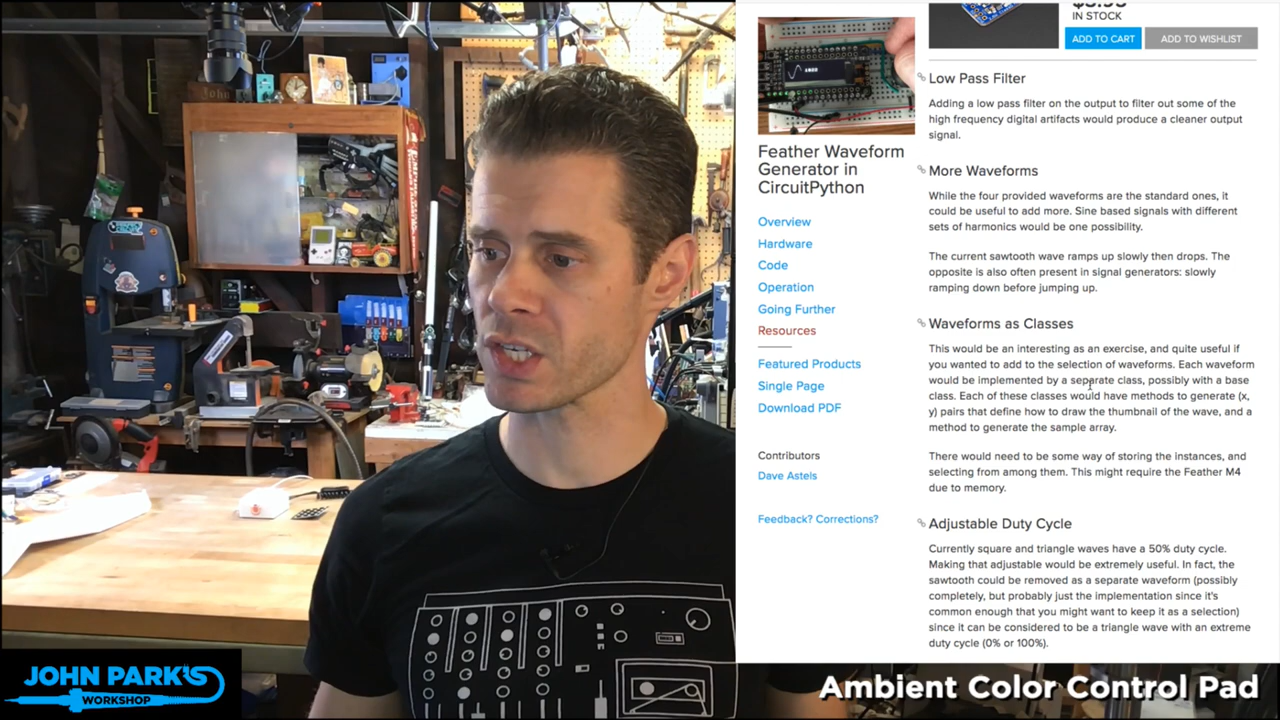 $5.95
IN STOCK
ADD TO CART
ADD TO WISHLIST
Low Pass Filter
Adding a low pass filter on the output to filter out some of the
high frequency digital artifacts would produce a cleaner output
signal.
More Waveforms
While the four provided waveforms are the standard ones, it
could be useful to add more. Sine based signals with different
sets of harmonics would be one possibility.
The current sawtooth wave ramps up slowly then drops. The
opposite is also often present in signal generators: slowly
ramping down before jumping up.
Waveforms as Classes
This would be an interesting as an exercise, and quite useful if
you wanted to add to the selection of waveforms. Each waveform
would be implemented by a separate class, possibly with a base
class. Each of these classes would have methods to generate (x,
y) pairs that define how to draw the thumbnail of the wave, and a
method to generate the sample array.
There would need to be some way of storing the instances, and
selecting from among them. This might require the Feather M4
due to memory.
Adjustable Duty Cycle
Currently square and triangle waves have a 50% duty cycle.
Making that adjustable would be extremely useful. In fact, the
sawtooth could be removed as a separate waveform (possibly
completely, but probably just the implementation since it's
common enough that you might want to keep it as a selection)
since it can be considered to be a triangle wave with an extreme
duty cycle (0% or 100%).
Feather Waveform
Generator in
CircuitPython
Overview
Hardware
Code
Operation
Going Further
Resources
Featured Products
Single Page
Download PDF
Contributors
Dave Astels
Feedback? Corrections?
John
JOHN PARK'S
WORKSHOP
Ambient Color Control Pad